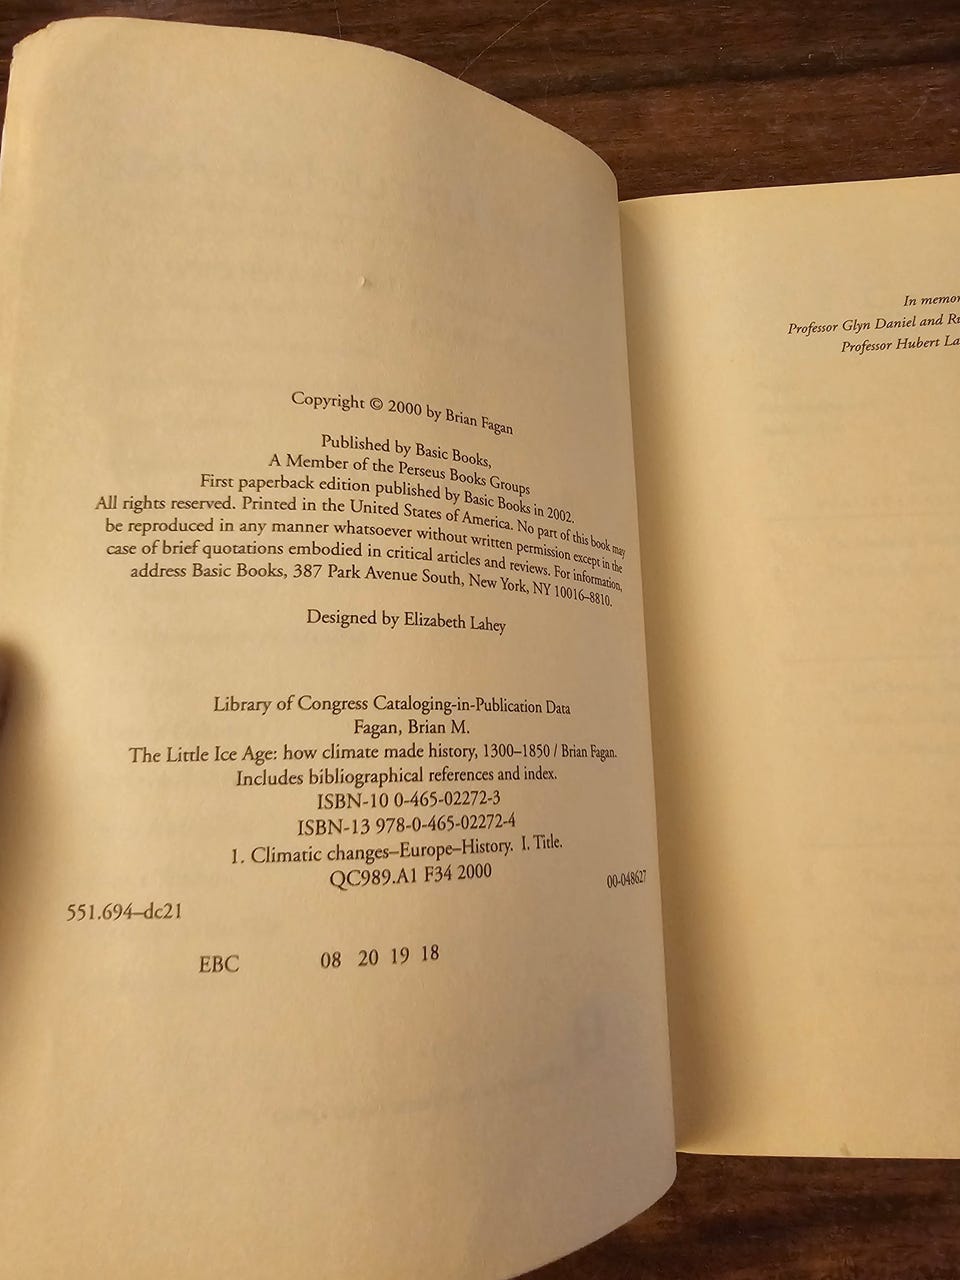 Copyright © 2000 by Brian Fagan
Published by Basic Books,
A Member of the Perseus Books Groups
First paperback edition published by Basic Books in 2002.
All rights reserved. Printed in the United States of America. No part of this book may
be reproduced in any manner whatsoever without written permission except in the
case of brief quotations embodied in critical articles and reviews. For information,
address Basic Books, 387 Park Avenue South, New York, NY 10016–8810.
Designed by Elizabeth Lahey
Library of Congress Cataloging-in-Publication Data
Fagan, Brian M.
The Little Ice Age: how climate made history, 1300–1850 / Brian Fagan.
Includes bibliographical references and index.
ISBN-10 0-465-02272-3
ISBN-13 978-0-465-02272-4
1. Climatic changes–Europe–History. I. Title.
QC989.A1 F34 2000
00-048627
551.694–dc21
EBC 08 20 19 18
In
Professor Glyn Daniel and
Professor Hubert